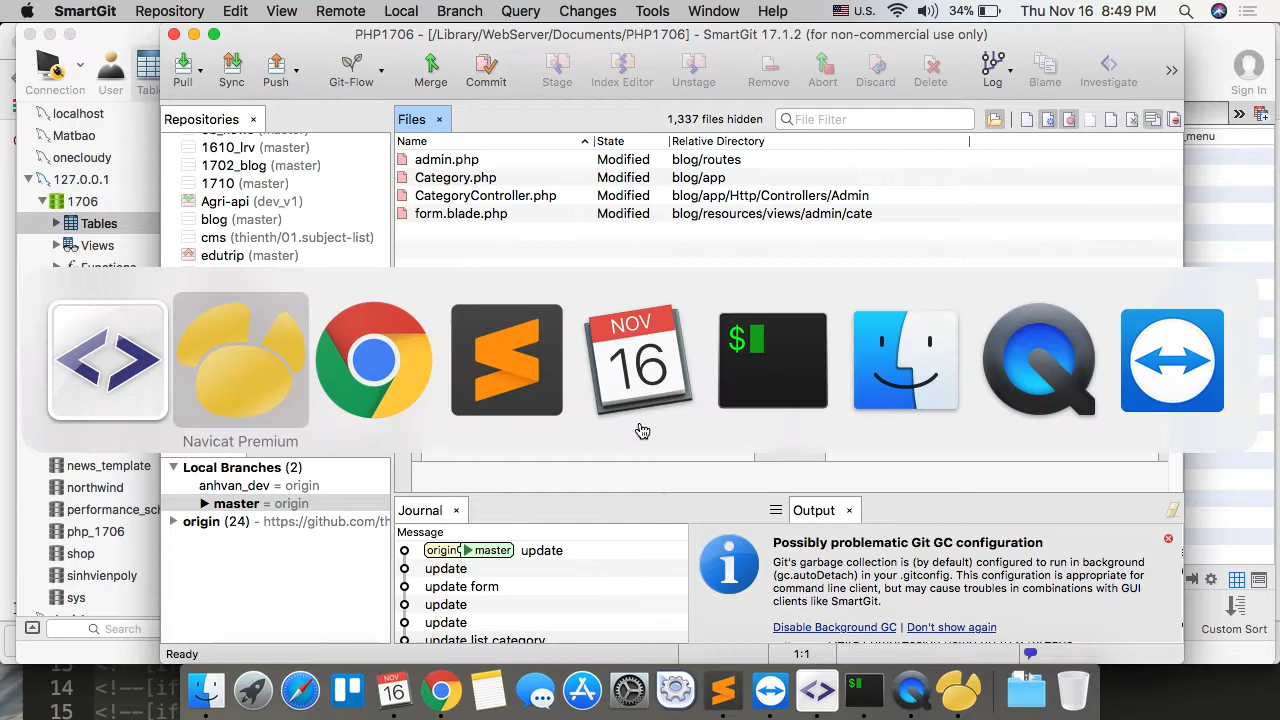 SmartGit Repository Edit View Remote Local Branch Query Changes Tools Window Help U.S. 34% Thu Nov 16 8:49 PM
PHP1706 - [/Library/WebServer/Documents/PHP1706] - SmartGit 17.1.2 (for non-commercial use only)
Connection User Tabl
Pull Sync Push Git-Flow Merge Commit Stage Index Editor Unstage Remove Abort Discard Delete Log Blame Investigate
Sign In
localhost
Matbao
onecloudy
127.0.0.1
1706
Tables
Views
Functions
Repositories
1610_lrv (master)
1702_blog (master)
1710 (master)
Agri-api (dev_v1)
blog (master)
cms (thienth/01.subject-list)
edutrip (master)
Files 1,337 files hidden File Filter
Name State Relative Directory
admin.php Modified blog/routes
Category.php Modified blog/app
CategoryController.php Modified blog/app/Http/Controllers/Admin
form.blade.php Modified blog/resources/views/admin/cate
_menu
NOV
16
$
Navicat Premium
news_template
northwind
performance_sch
php_1706
shop
sinhvienpoly
sys
Search
Local Branches (2)
anhvan_dev = origin
master = origin
origin (24) - https://github.com/th
Ready
Journal
Message
origin master update
update
update form
update
update
update list category
Output
Possibly problematic Git GC configuration
Git's garbage collection is (by default) configured to run in background
(gc.autoDetach) in your .gitconfig. This configuration is appropriate for
command line client, but may cause troubles in combinations with GUI
clients like SmartGit.
Disable Background GC | Don't show again
1:1
Custom Sort
14 <!--[if
15 <!--[if
NOV
16
$